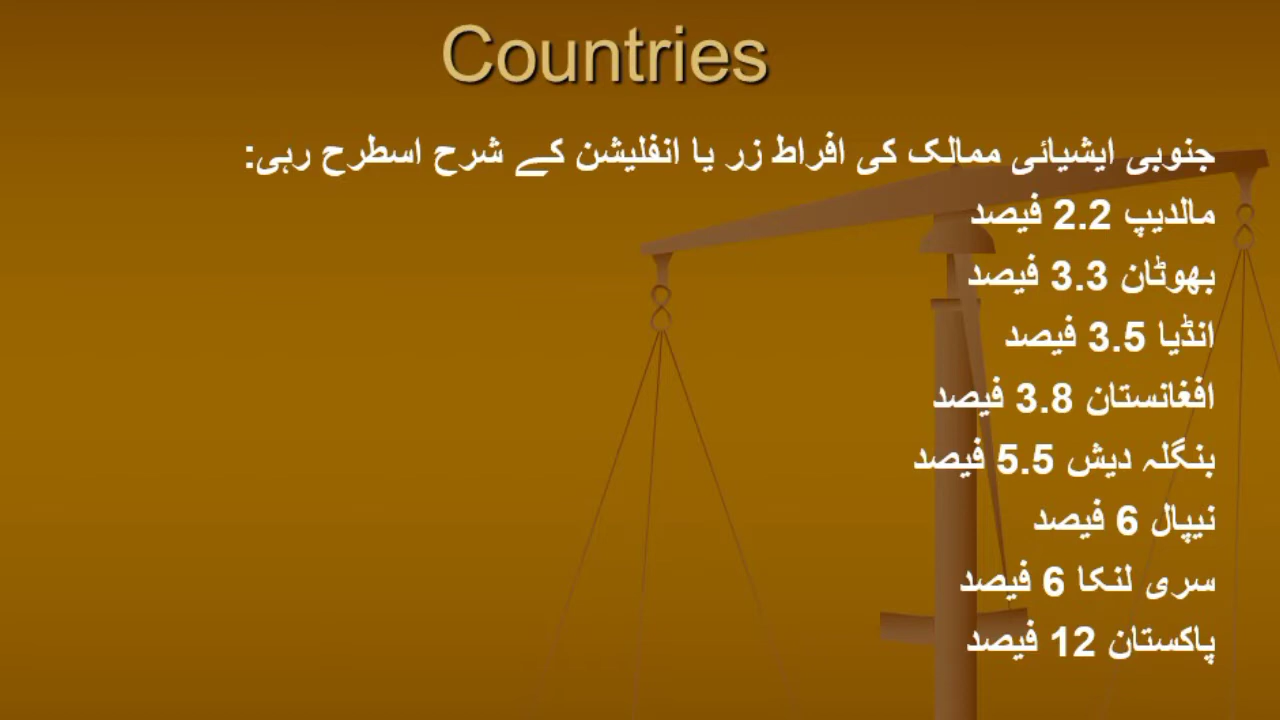 Countries
جنوبی ایشیائی ممالک کی افراط زر یا انفلیشن کے شرح اسطرح رہی:
مالدیپ 2.2 فیصد
بھوٹان 3.3 فیصد
انڈیا 3.5 فیصد
افغانستان 3.8 فیصد
بنگلہ دیش 5.5 فیصد
نیپال 6 فیصد
سری لنکا 6 فیصد
پاکستان 12 فیصد